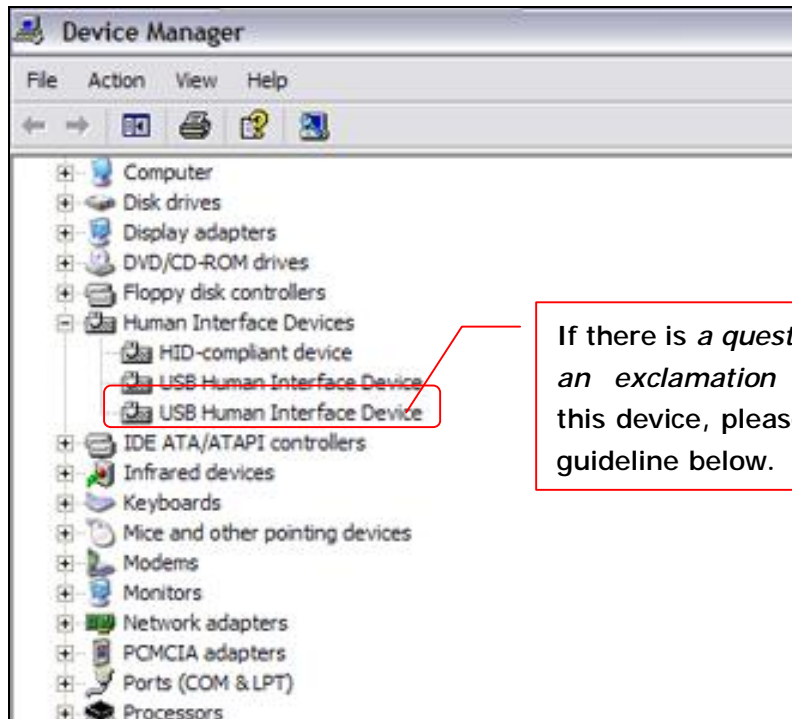 Device Manager
File Action View Help
Computer
Disk drives
Display adapters
DVD/CD-ROM drives
Floppy disk controllers
Human Interface Devices
HID-compliant device
USB Human Interface Device
USB Human Interface Device
IDE ATA/ATAPI controllers
Infrared devices
Keyboards
Mice and other pointing devices
Modems
Monitors
Network adapters
PCMCIA adapters
Ports (COM & LPT)
Processors
If there is a quest
an exclamation
this device, pleas
guideline below.